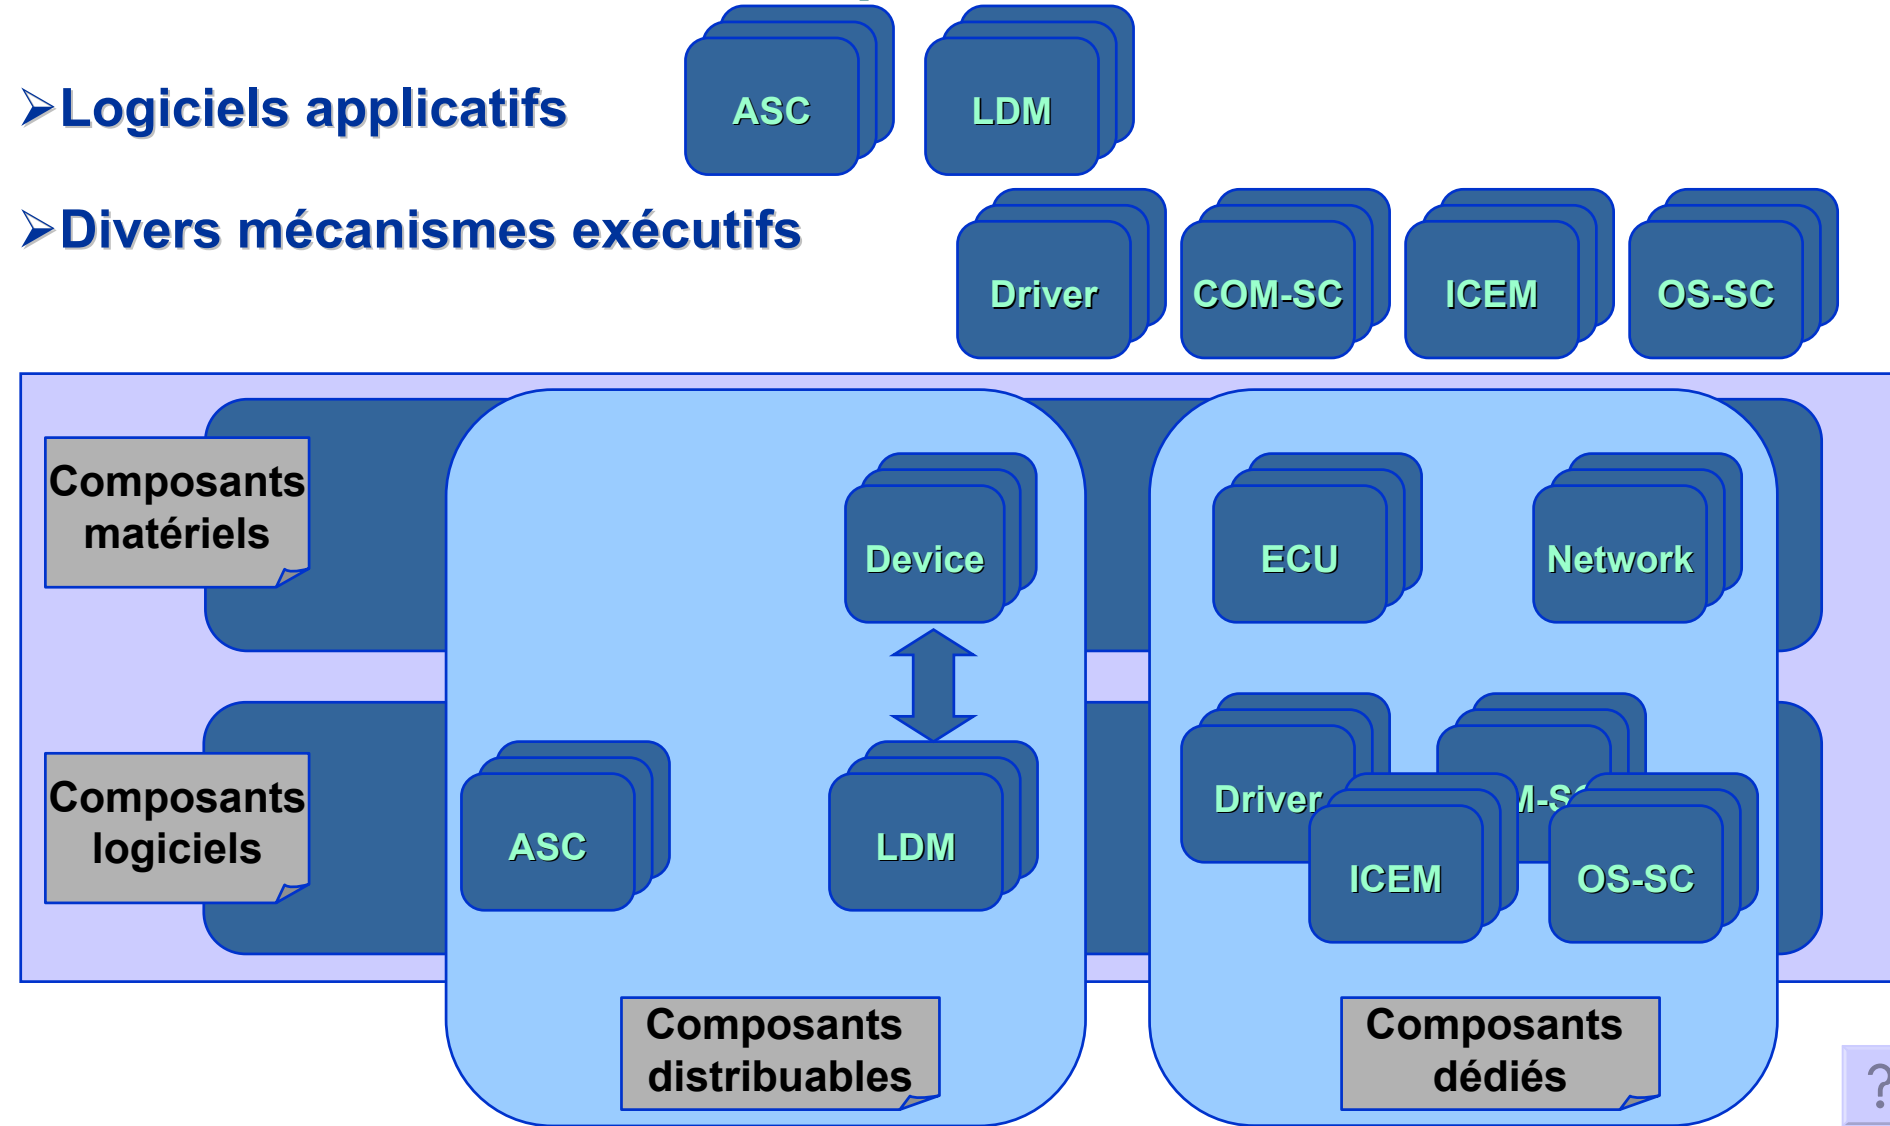 ➢Logiciels applicatifs
ASC
LDM
➢Divers mécanismes exécutifs
Driver
COM-SC
ICEM
OS-SC
Composants
matériels
Device
ECU
Network
Composants
logiciels
ASC
LDM
Driver
ICEM
OS-SC
Composants
distribuables
Composants
dédiés
?